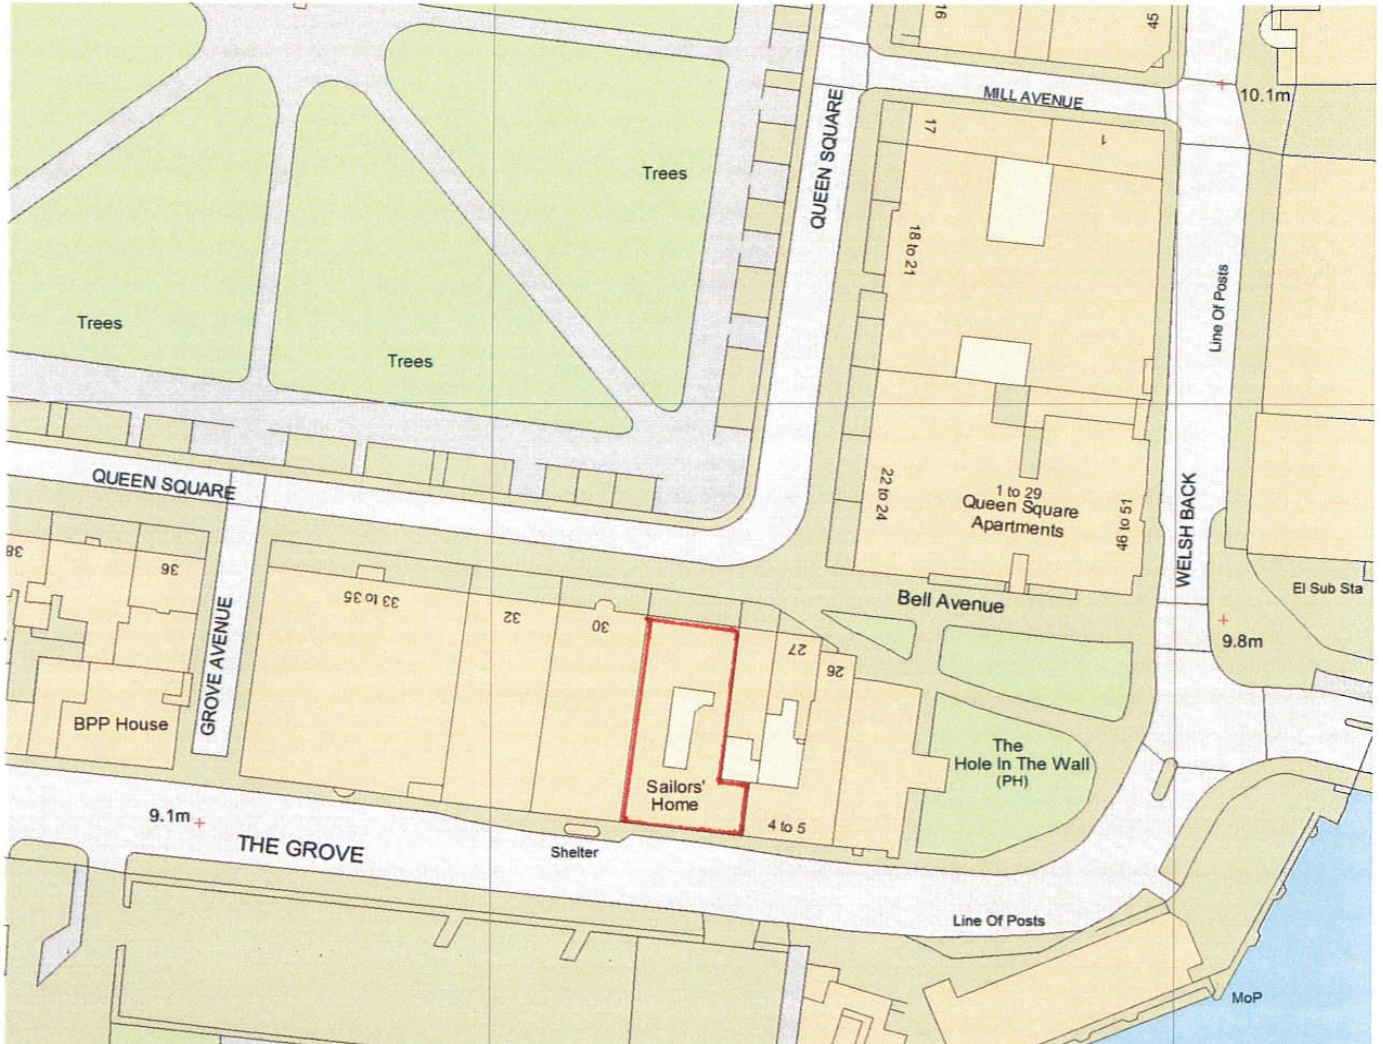 16
45
MILL AVENUE
10.1m
QUEEN SQUARE
17
1
Trees
18 to 21
Line Of Posts
Trees
Trees
QUEEN SQUARE
22 to 24
1 to 29
Queen Square
Apartments
46 to 51
WELSH BACK
38
36
33 to 35
32
30
27
26
Bell Avenue
El Sub Sta
9.8m
GROVE AVENUE
BPP House
The
Hole In The Wall
(PH)
Sailors'
Home
4 to 5
9.1m
THE GROVE
Shelter
Line Of Posts
MoP